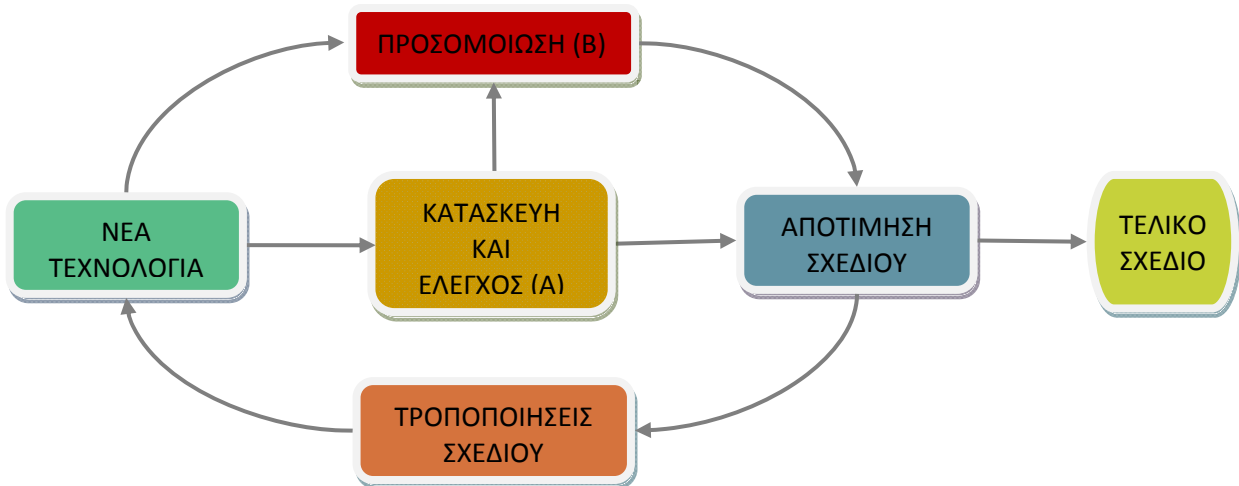 ΠΡΟΣΟΜΟΙΩΣΗ (Β)
ΝΕΑ
ΤΕΧΝΟΛΟΓΙΑ
ΚΑΤΑΣΚΕΥΗ
ΚΑΙ
ΕΛΕΓΧΟΣ (Α)
ΑΠΟΤΙΜΗΣΗ
ΣΧΕΔΙΟΥ
ΤΕΛΙΚΟ
ΣΧΕΔΙΟ
ΤΡΟΠΟΠΟΙΗΣΕΙΣ
ΣΧΕΔΙΟΥ